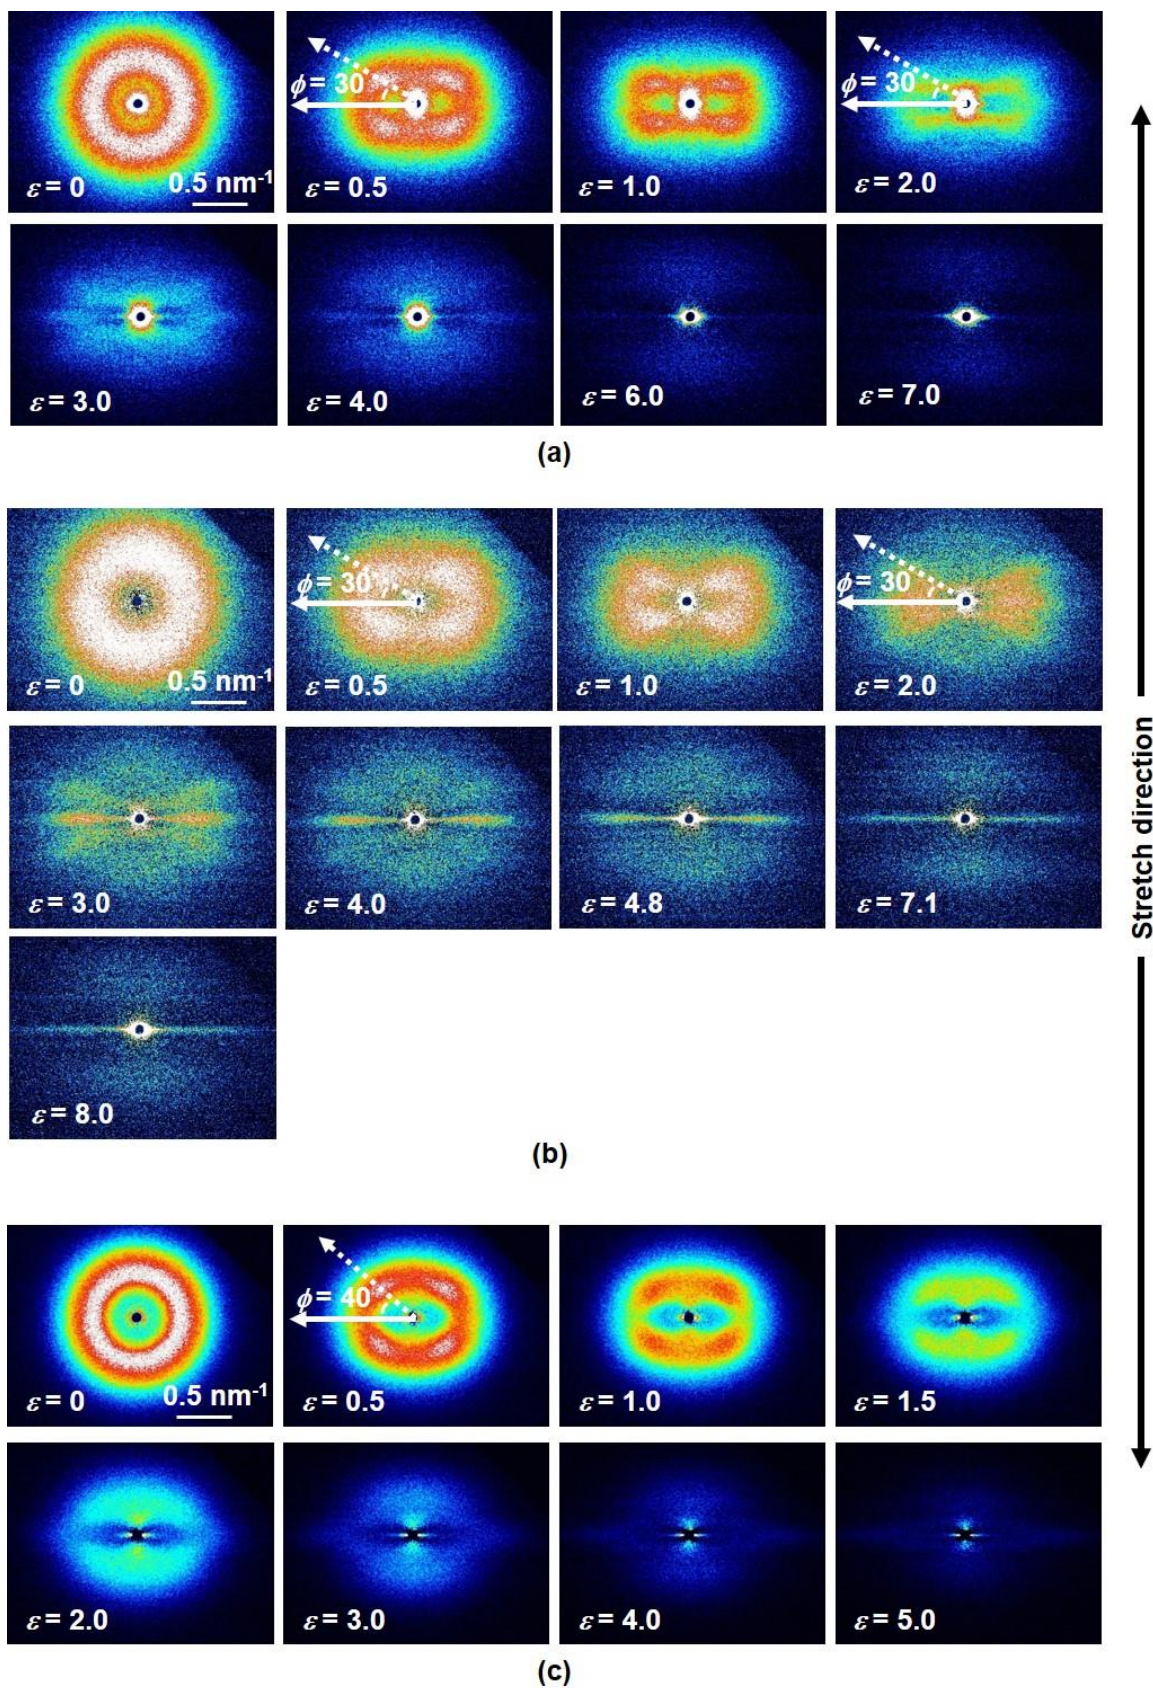 ϕ = 30
ϕ = 30
ε = 0
0.5 nm⁻¹
ε = 0.5
ε = 1.0
ε = 2.0
ε = 3.0
ε = 4.0
ε = 6.0
ε = 7.0
(a)
ϕ = 30
ϕ = 30
ε = 0
0.5 nm⁻¹
ε = 0.5
ε = 1.0
ε = 2.0
ε = 3.0
ε = 4.0
ε = 4.8
ε = 7.1
ε = 8.0
(b)
Stretch direction
ϕ = 40
ε = 0
0.5 nm⁻¹
ε = 0.5
ε = 1.0
ε = 1.5
ε = 2.0
ε = 3.0
ε = 4.0
ε = 5.0
(c)